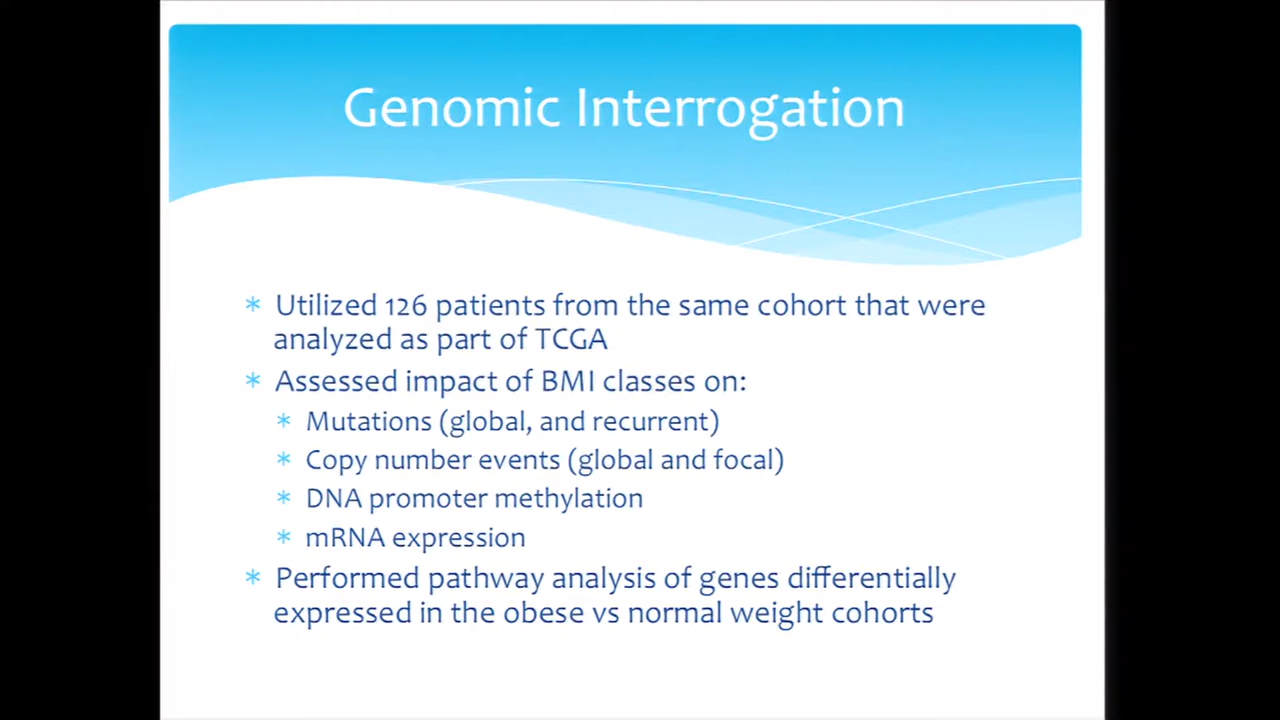 Genomic Interrogation
* Utilized 126 patients from the same cohort that were
analyzed as part of TCGA
* Assessed impact of BMI classes on:
* Mutations (global, and recurrent)
* Copy number events (global and focal)
* DNA promoter methylation
* mRNA expression
* Performed pathway analysis of genes differentially
expressed in the obese vs normal weight cohorts